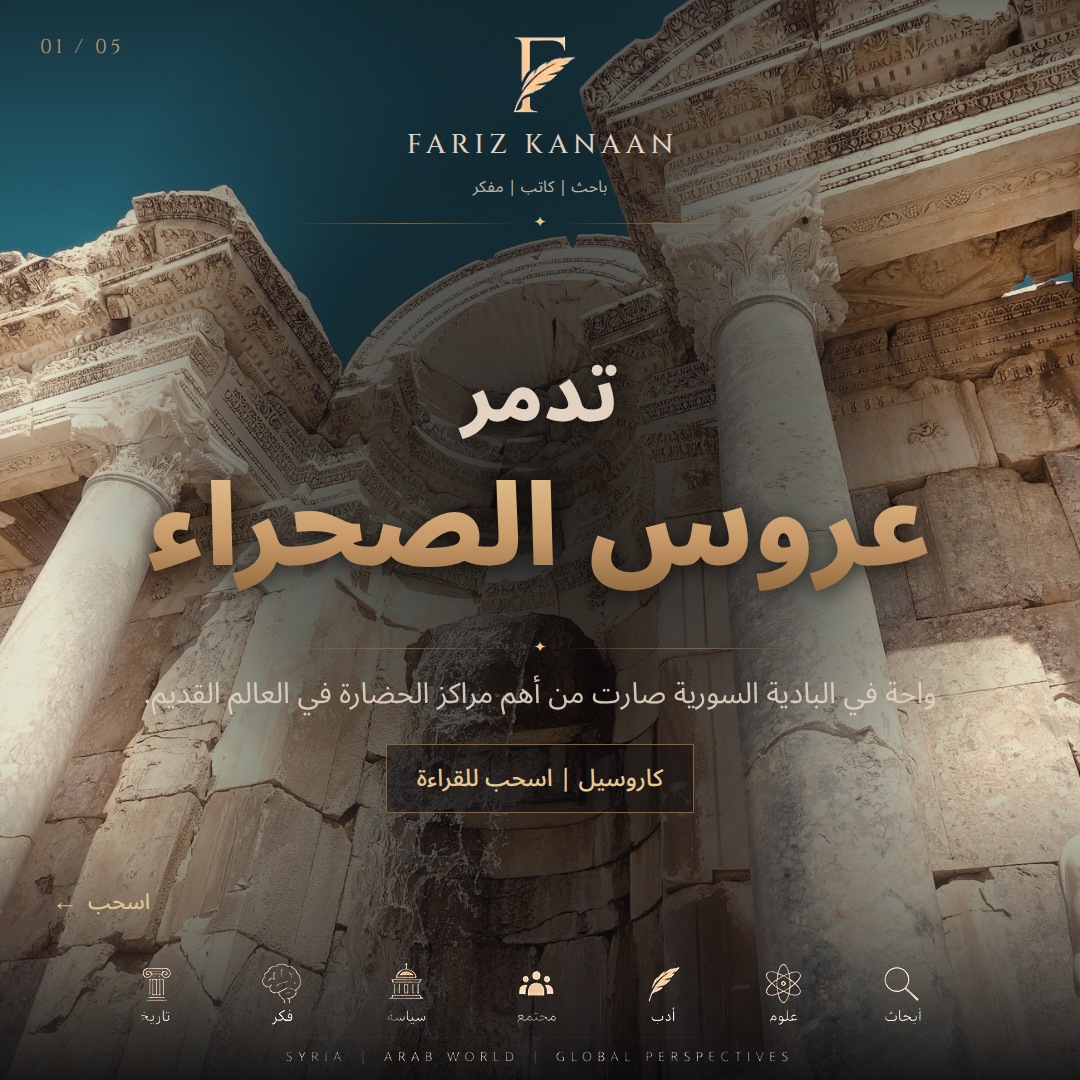 01 / 05
FARIZ KANAAN
باحث | كاتب | مفكر
تدمر
عروس الصحراء
واحة في البادية السورية صارت من أهم مراكز الحضارة في العالم القديم.
كاروسيل | اسحب للقراءة
اسحب ←
أبحاث علوم أدب مجتمع سياسة فكر تاريخ
SYRIA | ARAB WORLD | GLOBAL PERSPECTIVES